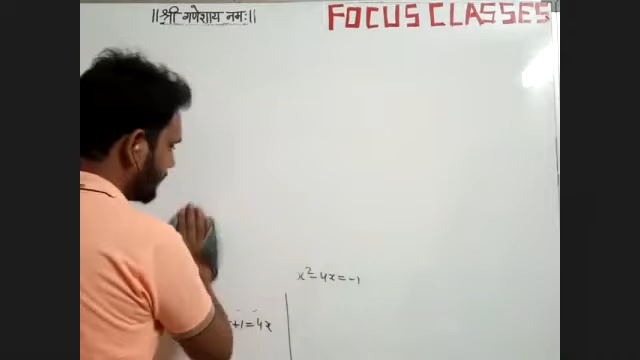 ||श्री गणेशाय नमः||
FOCUS CLASSES
x²-4x=-1
+1=4x